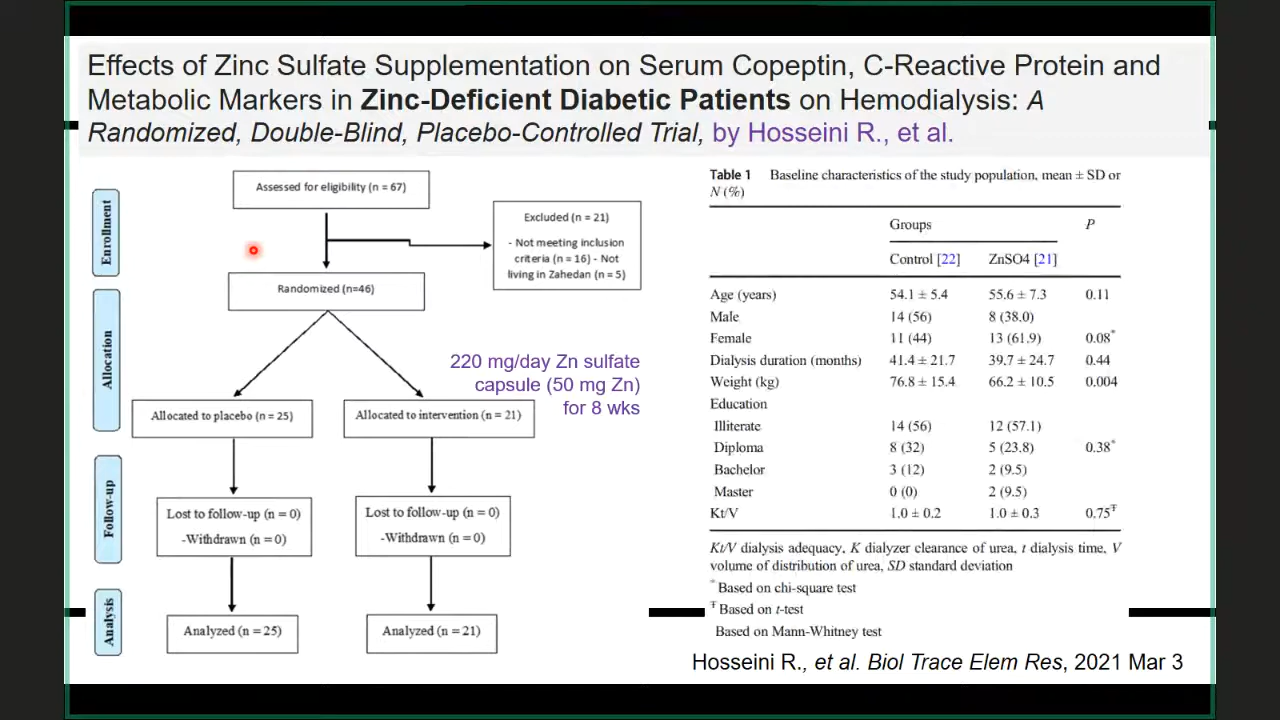 Effects of Zinc Sulfate Supplementation on Serum Copeptin, C-Reactive Protein and
Metabolic Markers in Zinc-Deficient Diabetic Patients on Hemodialysis: A
Randomized, Double-Blind, Placebo-Controlled Trial, by Hosseini R., et al.
Enrollment
Assessed for eligibility (n = 67)
Excluded (n = 21)
- Not meeting inclusion
criteria (n = 16) - Not
living in Zahedan (n = 5)
Randomized (n=46)
Allocation
220 mg/day Zn sulfate
capsule (50 mg Zn)
for 8 wks
Allocated to placebo (n = 25)
Allocated to intervention (n = 21)
Follow-up
Lost to follow-up (n = 0)
-Withdrawn (n = 0)
Lost to follow-up (n = 0)
-Withdrawn (n = 0)
Analysis
Analyzed (n = 25)
Analyzed (n = 21)
Table 1 Baseline characteristics of the study population, mean ± SD or
N (%)
Groups P
Control [22] ZnSO4 [21]
Age (years) 54.1 ± 5.4 55.6 ± 7.3 0.11
Male 14 (56) 8 (38.0)
Female 11 (44) 13 (61.9) 0.08*
Dialysis duration (months) 41.4 ± 21.7 39.7 ± 24.7 0.44
Weight (kg) 76.8 ± 15.4 66.2 ± 10.5 0.004
Education
Illiterate 14 (56) 12 (57.1)
Diploma 8 (32) 5 (23.8) 0.38*
Bachelor 3 (12) 2 (9.5)
Master 0 (0) 2 (9.5)
Kt/V 1.0 ± 0.2 1.0 ± 0.3 0.75Ŧ
Kt/V dialysis adequacy, K dialyzer clearance of urea, t dialysis time, V
volume of distribution of urea, SD standard deviation
* Based on chi-square test
Ŧ Based on t-test
Based on Mann-Whitney test
Hosseini R., et al. Biol Trace Elem Res, 2021 Mar 3